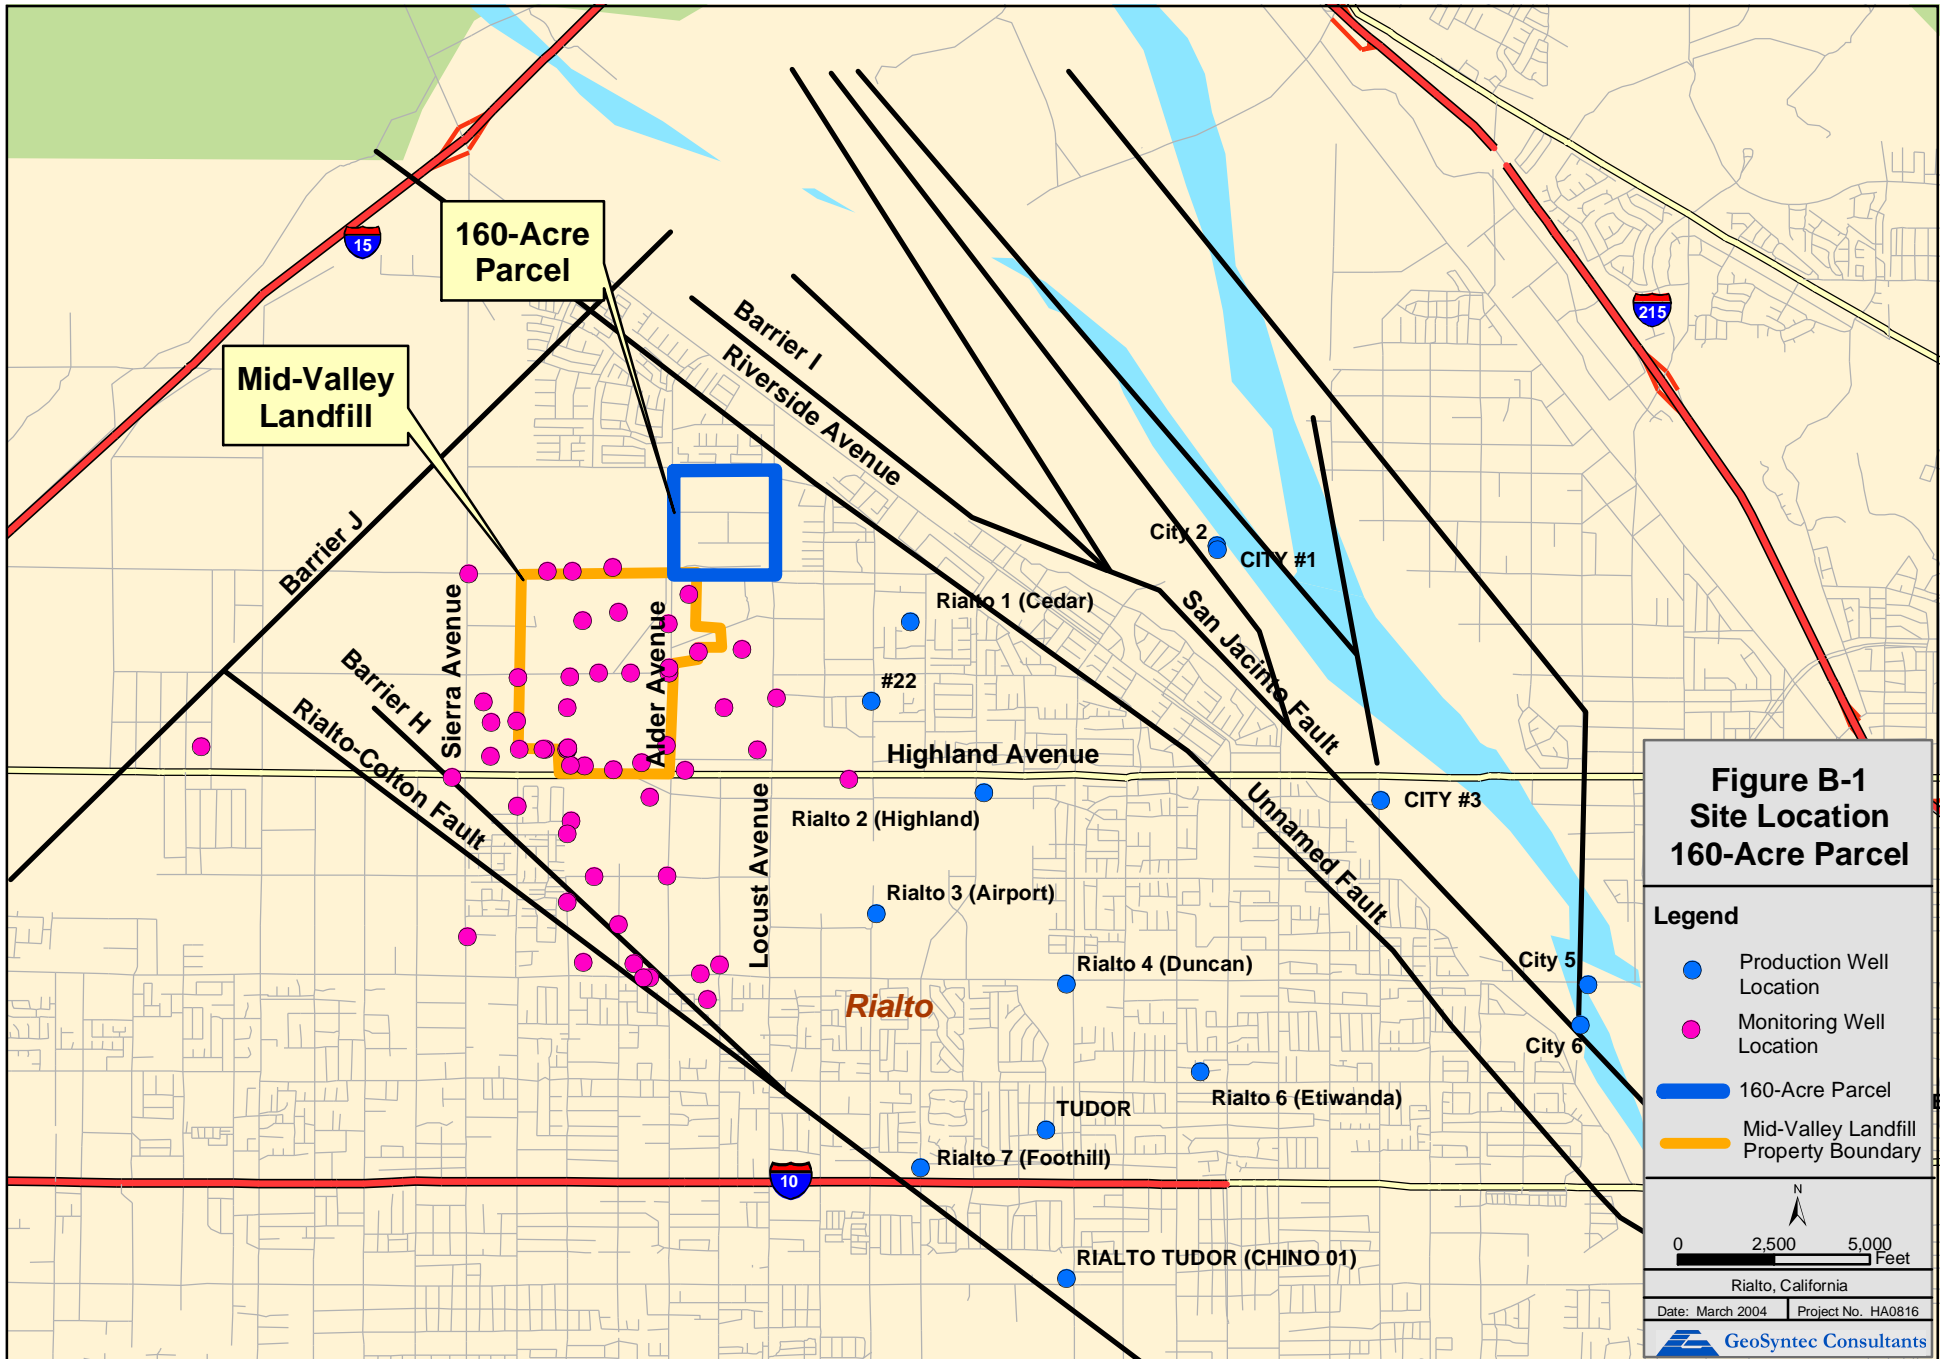 160-Acre
Parcel
15
215
Mid-Valley
Landfill
Barrier I
Riverside Avenue
Barrier J
City 2
CITY #1
Rialto 1 (Cedar)
San Jacinto Fault
Sierra Avenue
Alder Avenue
Barrier H
#22
Rialto-Colton Fault
Highland Avenue
Locust Avenue
Rialto 2 (Highland)
CITY #3
Unnamed Fault
Rialto 3 (Airport)
Rialto 4 (Duncan)
City 5
Rialto
City 6
Rialto 6 (Etiwanda)
TUDOR
Rialto 7 (Foothill)
10
RIALTO TUDOR (CHINO 01)
Figure B-1
Site Location
160-Acre Parcel
Legend
Production Well
Location
Monitoring Well
Location
160-Acre Parcel
Mid-Valley Landfill
Property Boundary
N
0 2,500 5,000
Feet
Rialto, California
Date: March 2004 Project No. HA0816
GeoSyntec Consultants